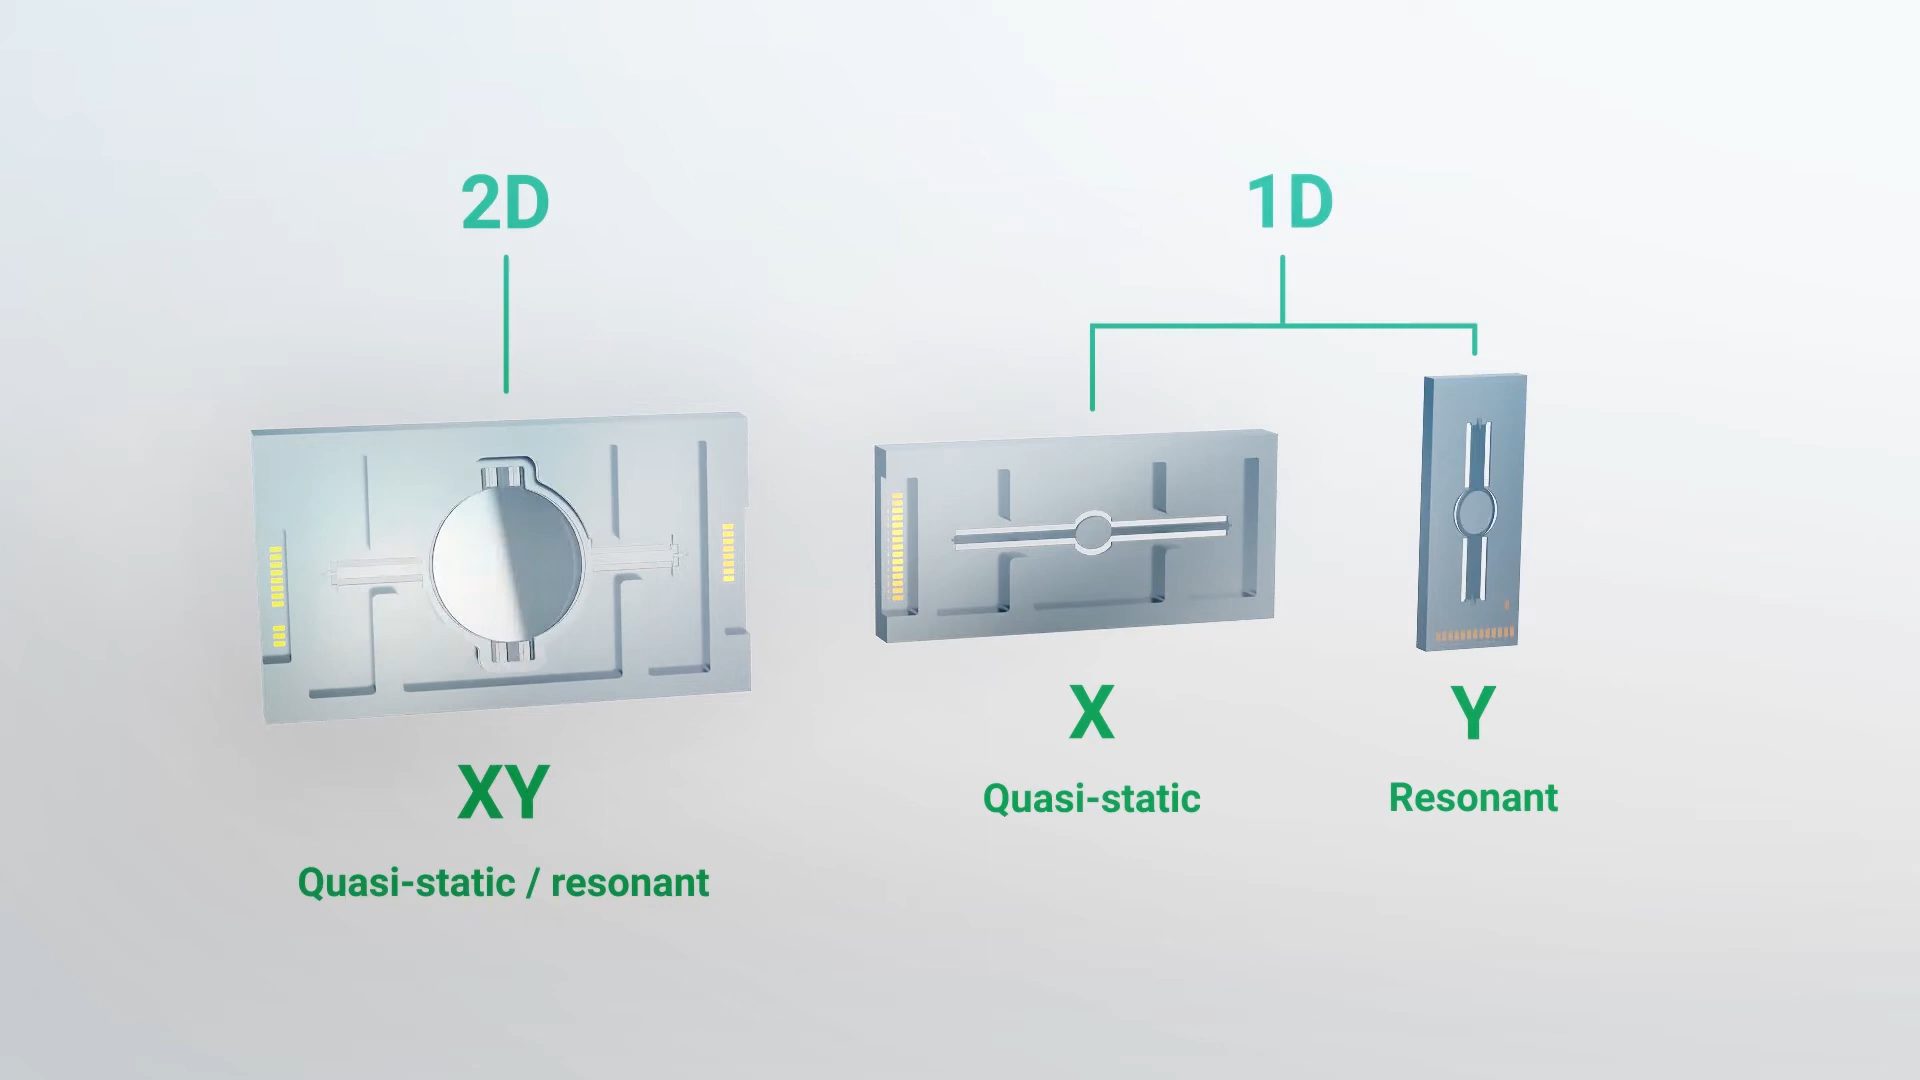 2D
1D
XY
Quasi-static / resonant
X
Quasi-static
Y
Resonant